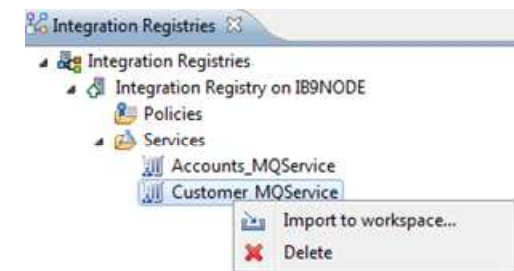 Integration Registries
Integration Registries
Integration Registry on IB9NODE
Policies
Services
Accounts_MQService
Customer_MQService
Import to workspace...
Delete